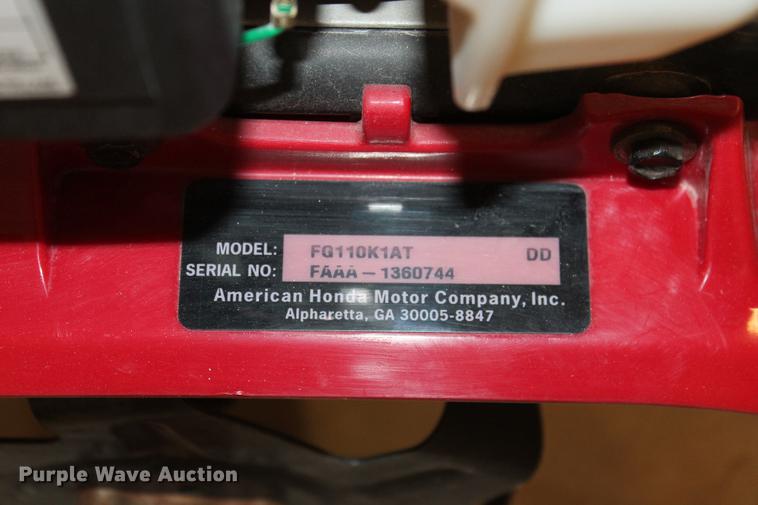 MODEL: FG110K1AT DD
SERIAL NO: FAAA – 1360744
American Honda Motor Company, Inc.
Alpharetta, GA 30005-8847
Purple Wave Auction